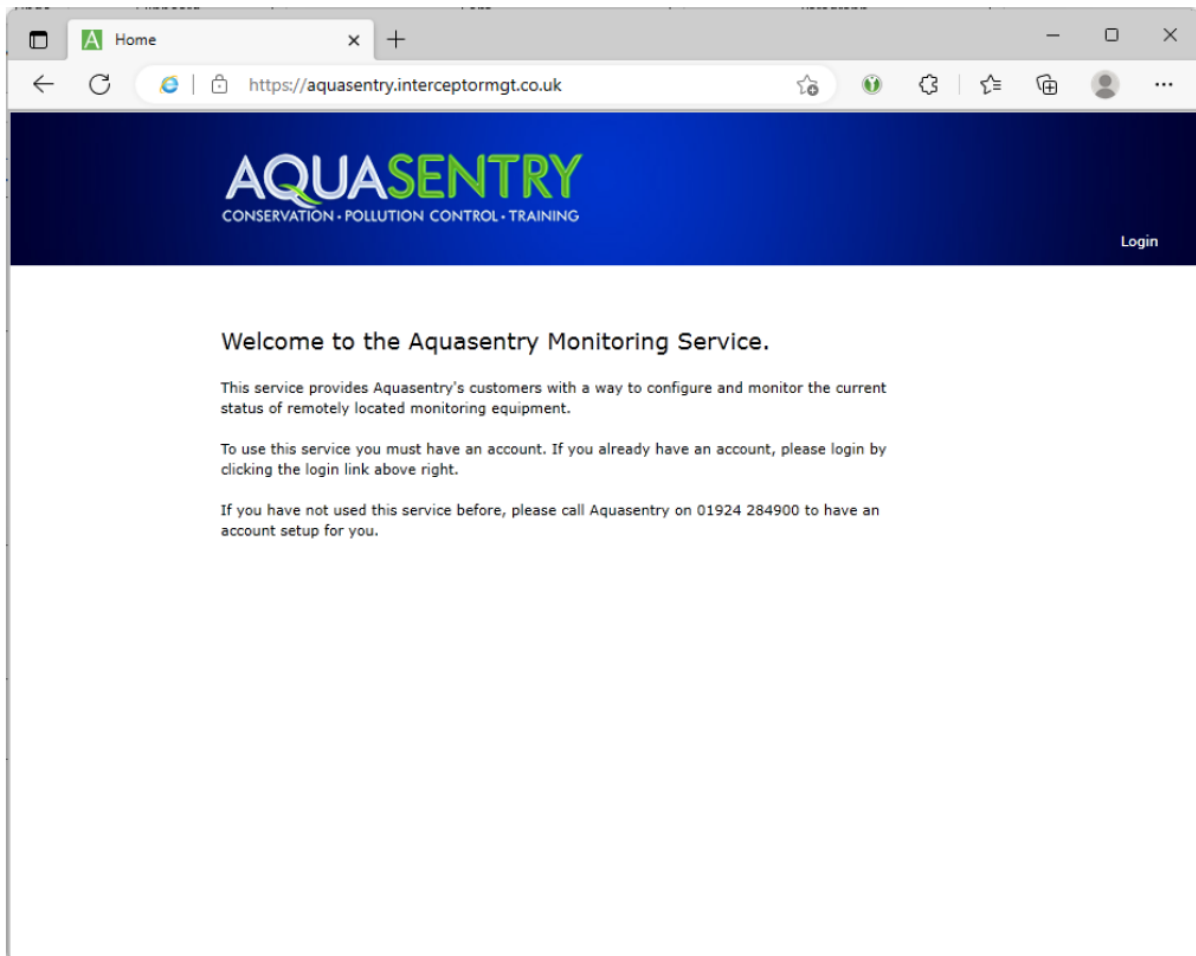 Home
https://aquasentry.interceptormgt.co.uk
AQUASENTRY
CONSERVATION • POLLUTION CONTROL • TRAINING
Login
Welcome to the Aquasentry Monitoring Service.
This service provides Aquasentry's customers with a way to configure and monitor the current
status of remotely located monitoring equipment.
To use this service you must have an account. If you already have an account, please login by
clicking the login link above right.
If you have not used this service before, please call Aquasentry on 01924 284900 to have an
account setup for you.